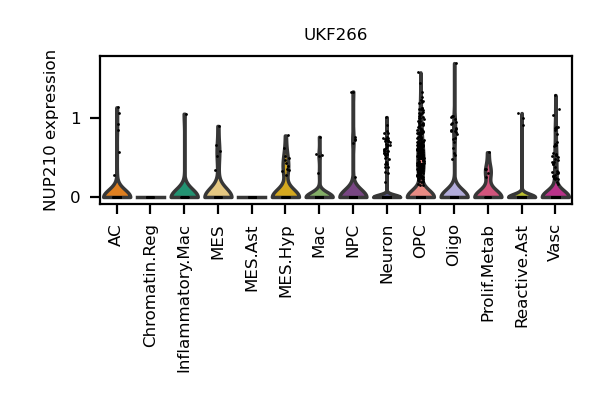 UKF266
NUP210 expression
1
0
AC
Chromatin.Reg
Inflammatory.Mac
MES
MES.Ast
MES.Hyp
Mac
NPC
Neuron
OPC
Oligo
Prolif.Metab
Reactive.Ast
Vasc